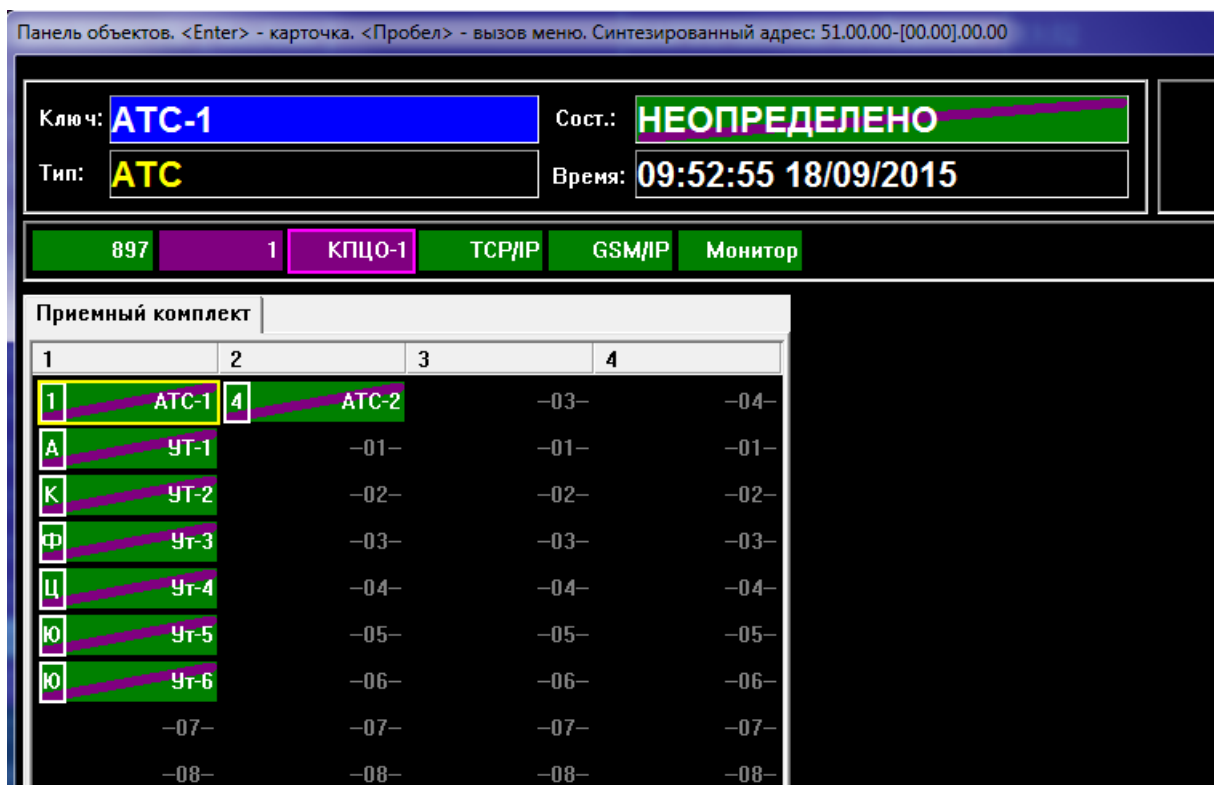 Панель объектов. <Enter> - карточка. <Пробел> - вызов меню. Синтезированный адрес: 51.00.00-[00.00].00.00
Ключ: АТС-1 Сост.: НЕОПРЕДЕЛЕНО
Тип: АТС Время: 09:52:55 18/09/2015
897 1 КПЦО-1 TCP/IP GSM/IP Монитор
Приемный комплект
1 2 3 4
1 АТС-1 4 АТС-2 -03- -04-
А УТ-1 -01- -01- -01-
К УТ-2 -02- -02- -02-
Ф Ут-3 -03- -03- -03-
Ц Ут-4 -04- -04- -04-
Ю Ут-5 -05- -05- -05-
Ю Ут-6 -06- -06- -06-
-07- -07- -07- -07-
-08- -08- -08- -08-